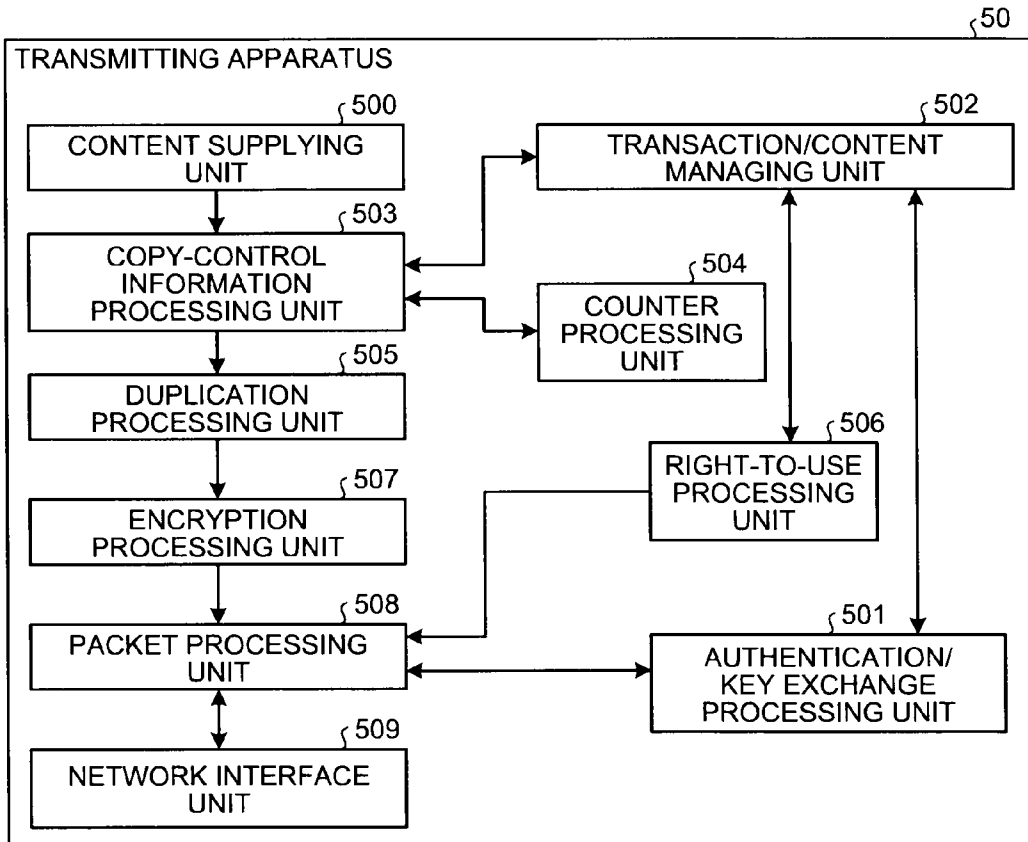 50
TRANSMITTING APPARATUS
500
CONTENT SUPPLYING
UNIT
502
TRANSACTION/CONTENT
MANAGING UNIT
503
COPY-CONTROL
INFORMATION
PROCESSING UNIT
504
COUNTER
PROCESSING
UNIT
505
DUPLICATION
PROCESSING UNIT
506
RIGHT-TO-USE
PROCESSING
UNIT
507
ENCRYPTION
PROCESSING UNIT
508
PACKET PROCESSING
UNIT
501
AUTHENTICATION/
KEY EXCHANGE
PROCESSING UNIT
509
NETWORK INTERFACE
UNIT